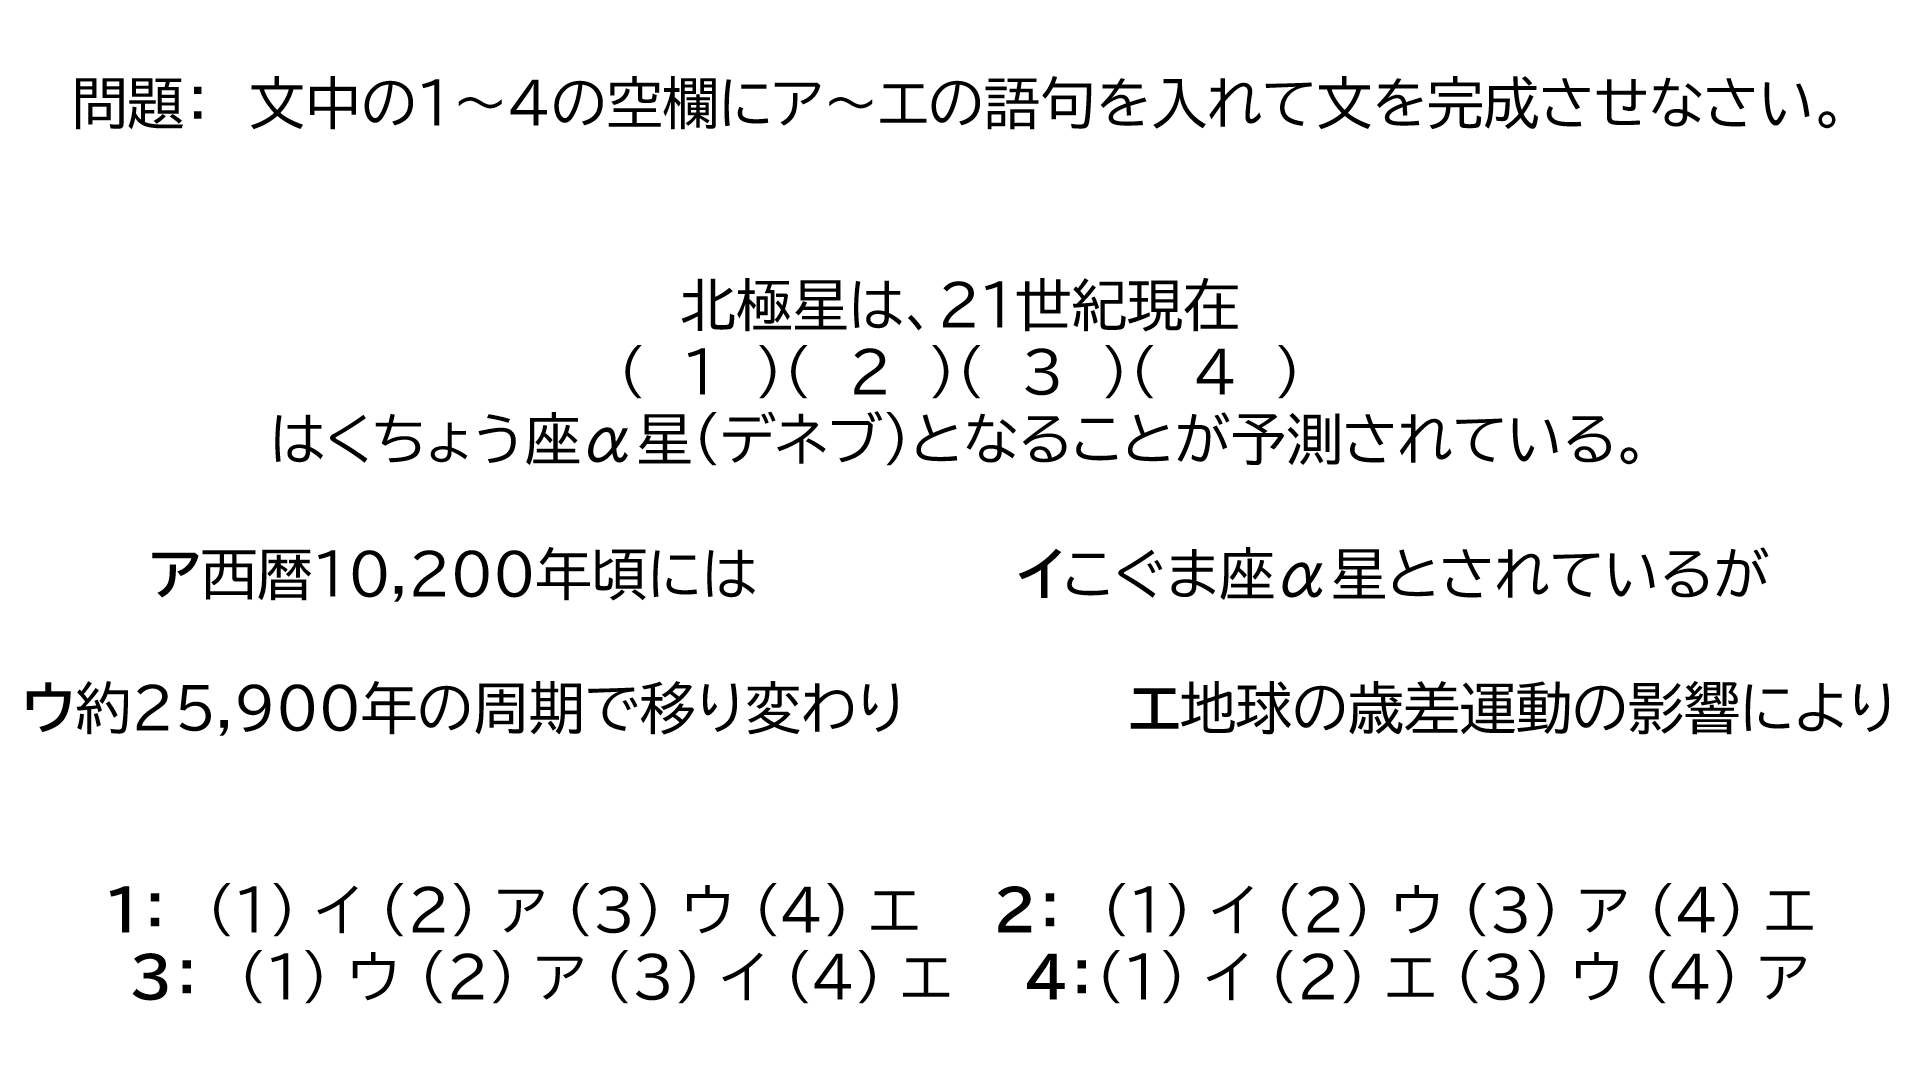 問題： 文中の1～4の空欄にア～エの語句を入れて文を完成させなさい。
北極星は、21世紀現在
（ 1 ）（ 2 ）（ 3 ）（ 4 ）
はくちょう座α星（デネブ）となることが予測されている。
ア西暦10,200年頃には イこぐま座α星とされているが
ウ約25,900年の周期で移り変わり エ地球の歳差運動の影響により
1： （1） イ （2） ア （3） ウ （4） エ 2： （1） イ （2） ウ （3） ア （4） エ
3： （1） ウ （2） ア （3） イ （4） エ 4：（1） イ （2） エ （3） ウ （4） ア